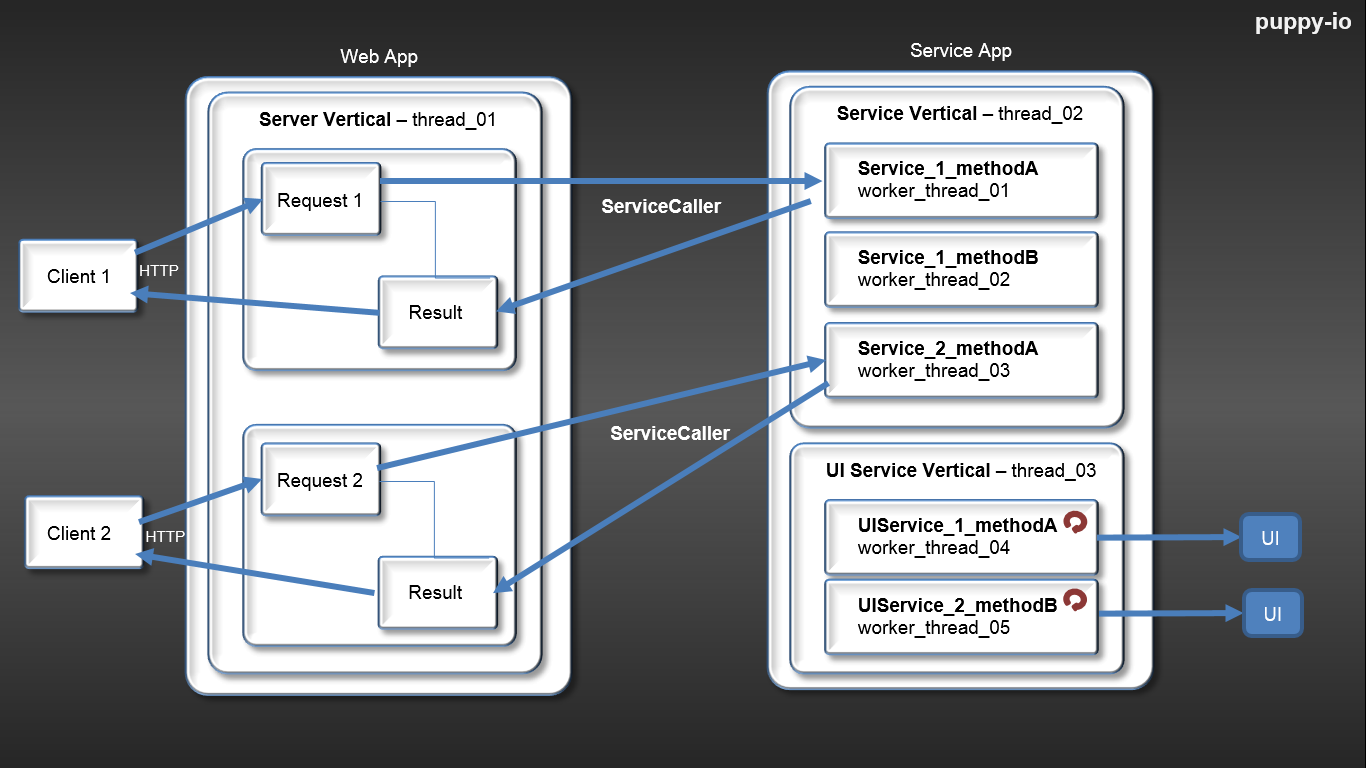 puppy-io
Web App
Service App
Server Vertical – thread_01
Request 1
Result
Client 1
HTTP
ServiceCaller
Request 2
Result
Client 2
HTTP
ServiceCaller
Service Vertical – thread_02
Service_1_methodA
worker_thread_01
Service_1_methodB
worker_thread_02
Service_2_methodA
worker_thread_03
UI Service Vertical – thread_03
UIService_1_methodA
worker_thread_04
UI
UIService_2_methodB
worker_thread_05
UI